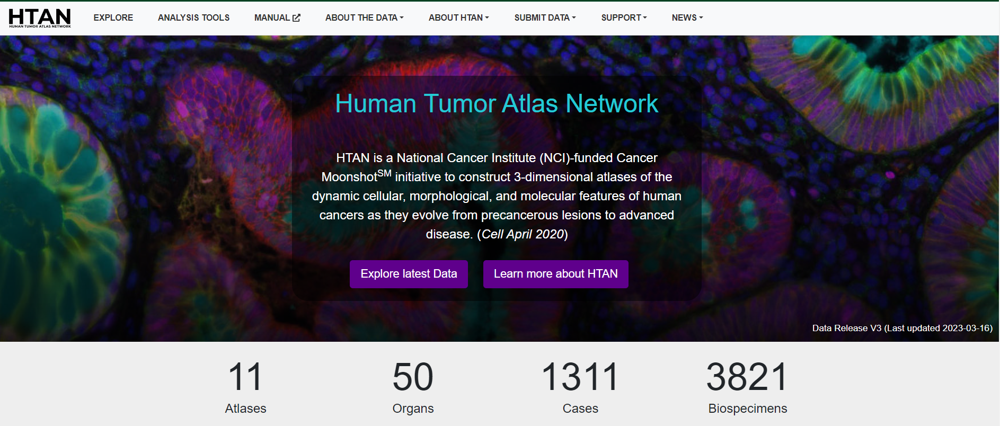 HTAN
HUMAN TUMOR ATLAS NETWORK
EXPLORE
ANALYSIS TOOLS
MANUAL
ABOUT THE DATA
ABOUT HTAN
SUBMIT DATA
SUPPORT
NEWS
Human Tumor Atlas Network
HTAN is a National Cancer Institute (NCI)-funded Cancer
MoonshotSM initiative to construct 3-dimensional atlases of the
dynamic cellular, morphological, and molecular features of human
cancers as they evolve from precancerous lesions to advanced
disease. (Cell April 2020)
Explore latest Data
Learn more about HTAN
Data Release V3 (Last updated 2023-03-16)
11
Atlases
50
Organs
1311
Cases
3821
Biospecimens